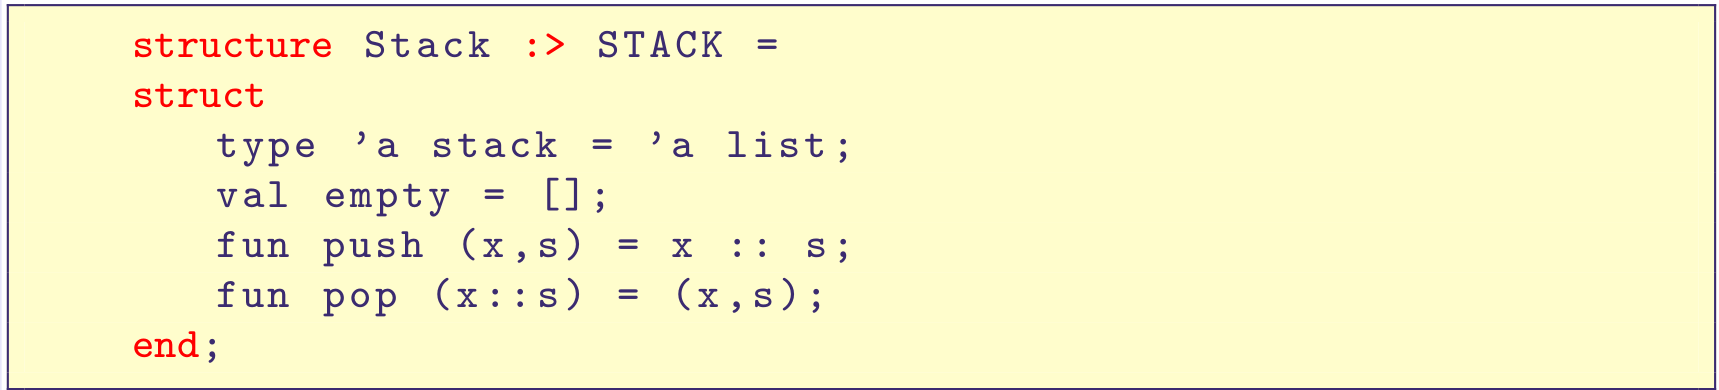 structure Stack :> STACK =
struct
type ’a stack = ’a list;
val empty = [];
fun push (x,s) = x :: s;
fun pop (x::s) = (x,s);
end;